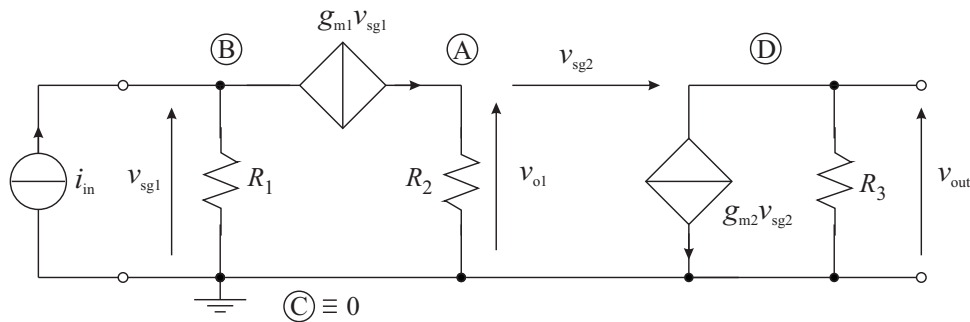 g_m1 v_sg1
B
A
v_sg2
D
i_in
v_sg1
R_1
R_2
v_o1
g_m2 v_sg2
R_3
v_out
C ≡ 0